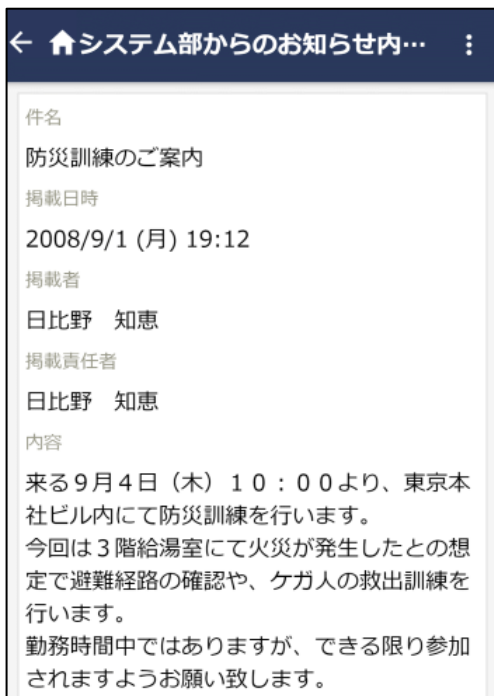 システム部からのお知らせ内…
件名
防災訓練のご案内
掲載日時
2008/9/1 (月) 19:12
掲載者
日比野　知恵
掲載責任者
日比野　知恵
内容
来る９月４日（木）１０：００より、東京本
社ビル内にて防災訓練を行います。
今回は３階給湯室にて火災が発生したとの想
定で避難経路の確認や、ケガ人の救出訓練を
行います。
勤務時間中ではありますが、できる限り参加
されますようお願い致します。